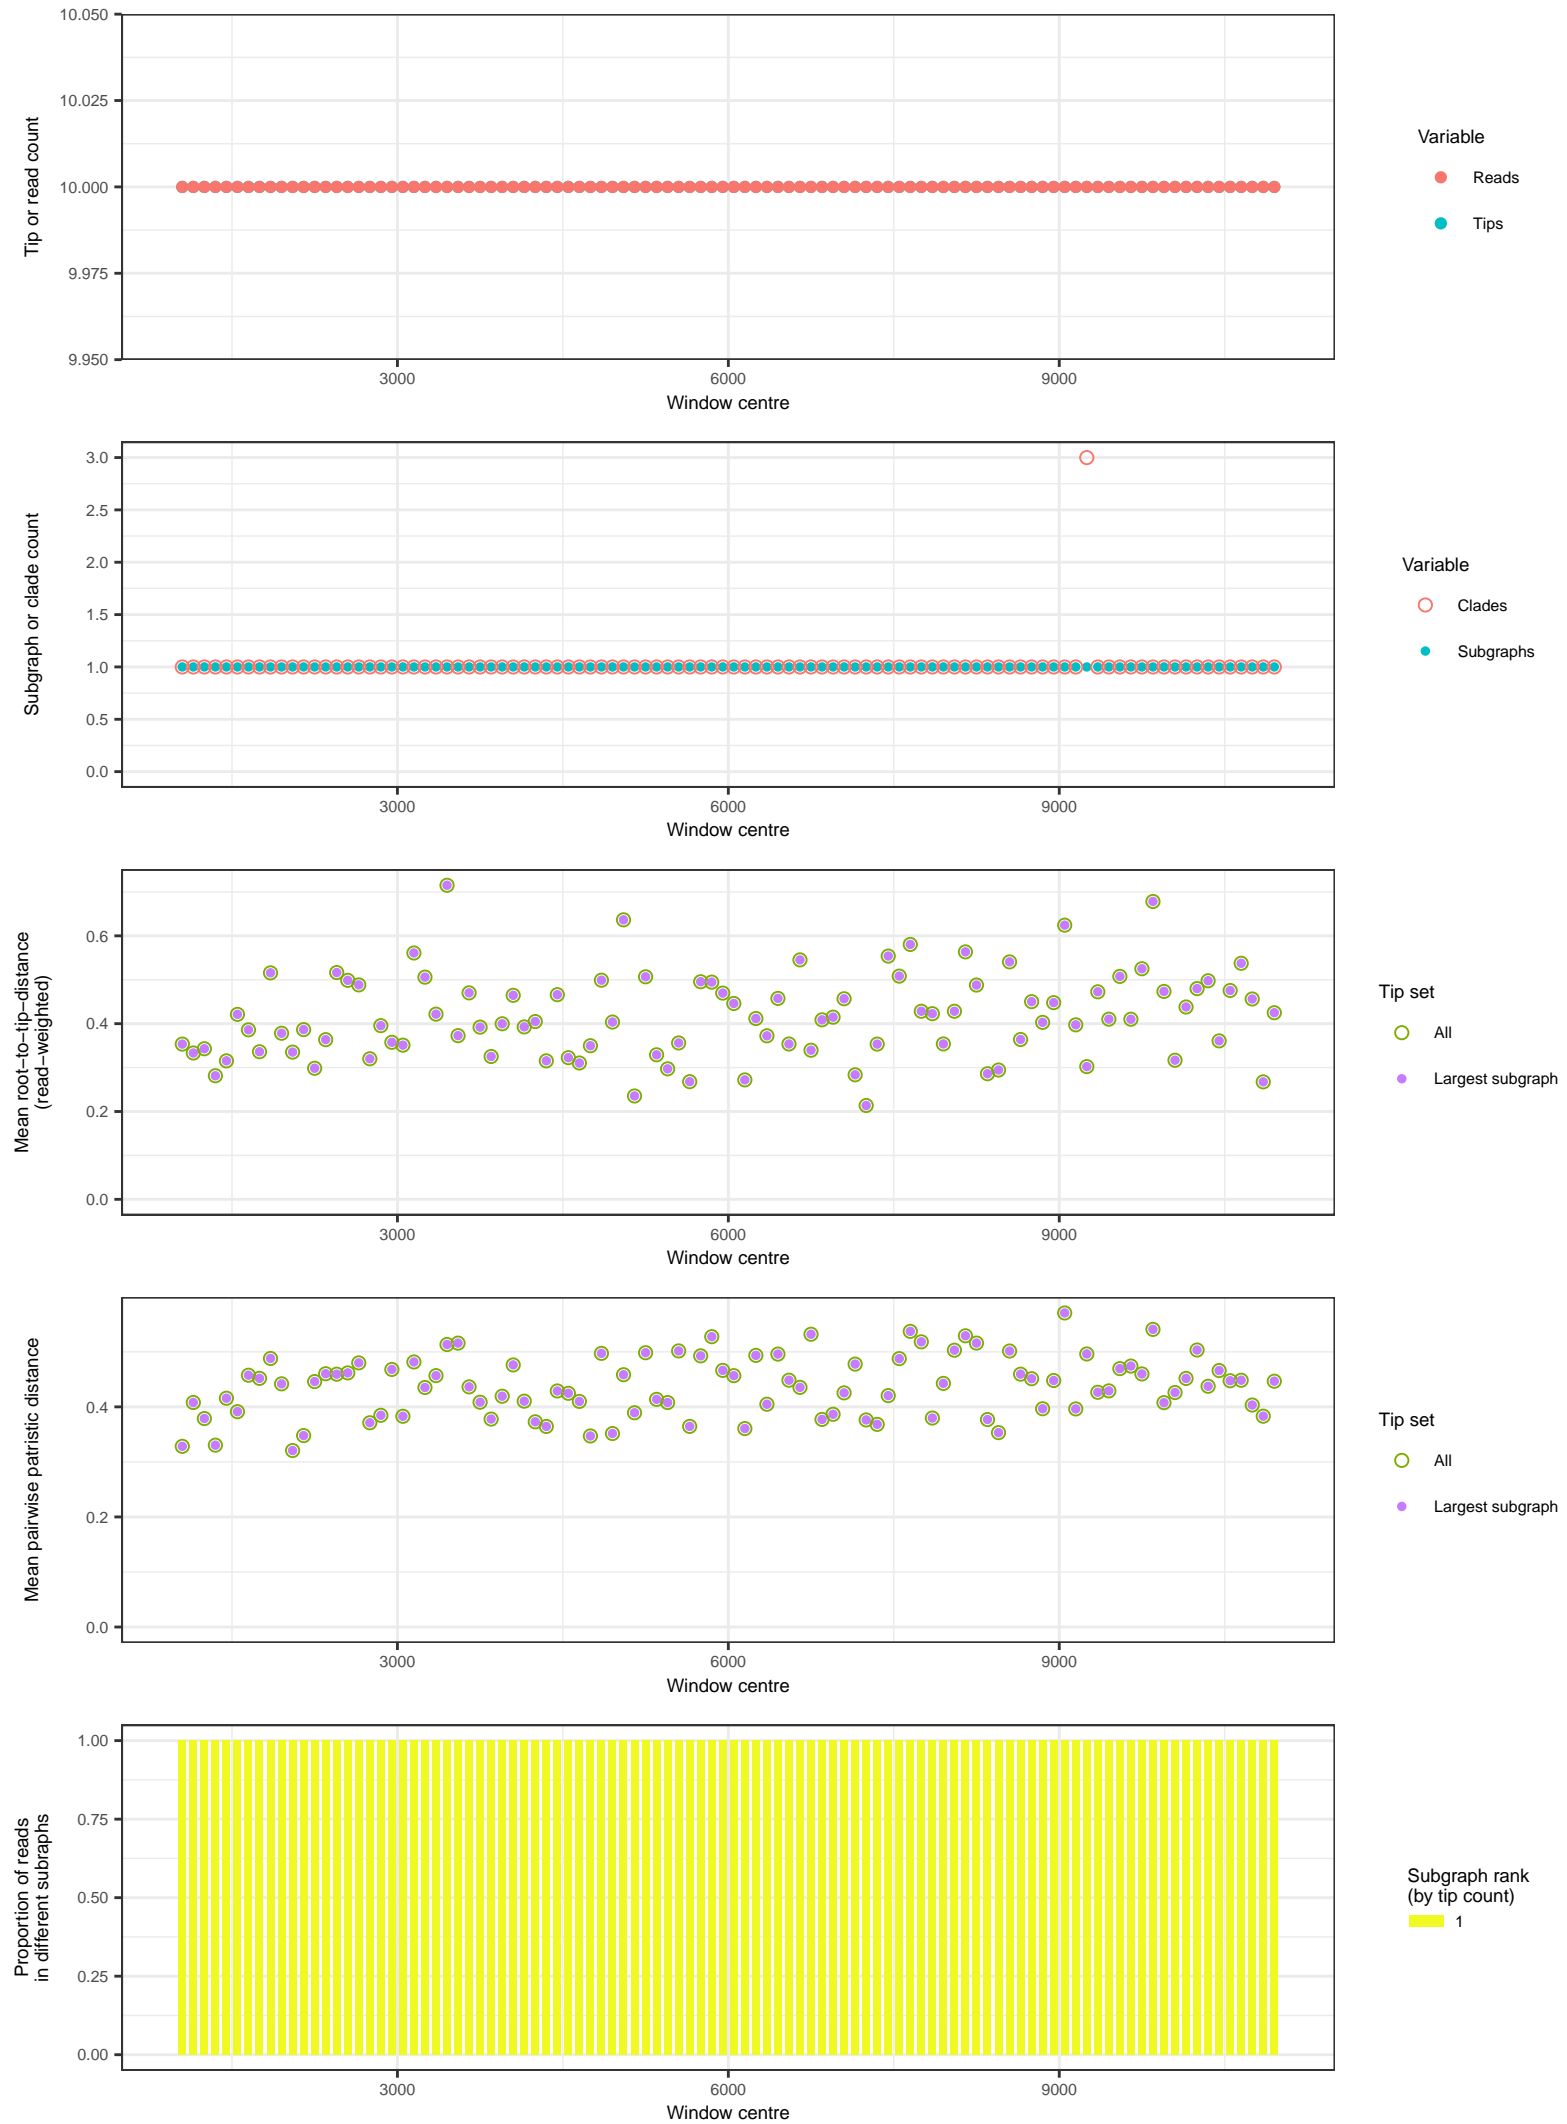 10.050
10.025
10.000
9.975
9.950
Tip or read count
3000 6000 9000
Window centre
Variable
Reads
Tips
3.0
2.5
2.0
1.5
1.0
0.5
0.0
Subgraph or clade count
3000 6000 9000
Window centre
Variable
Clades
Subgraphs
0.6
0.4
0.2
0.0
Mean root−to−tip−distance
(read−weighted)
3000 6000 9000
Window centre
Tip set
All
Largest subgraph
0.4
0.2
0.0
Mean pairwise patristic distance
3000 6000 9000
Window centre
Tip set
All
Largest subgraph
1.00
0.75
0.50
0.25
0.00
Proportion of reads
in different subraphs
3000 6000 9000
Window centre
Subgraph rank
(by tip count)
1